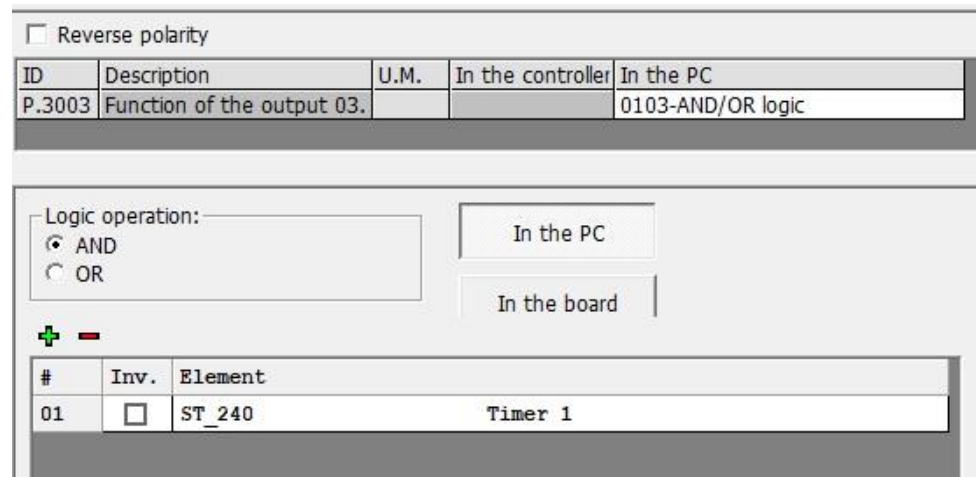 Reverse polarity
ID Description U.M. In the controller In the PC
P.3003 Function of the output 03. 0103-AND/OR logic
Logic operation:
AND
OR
In the PC
In the board
# Inv. Element
01 ST_240 Timer 1